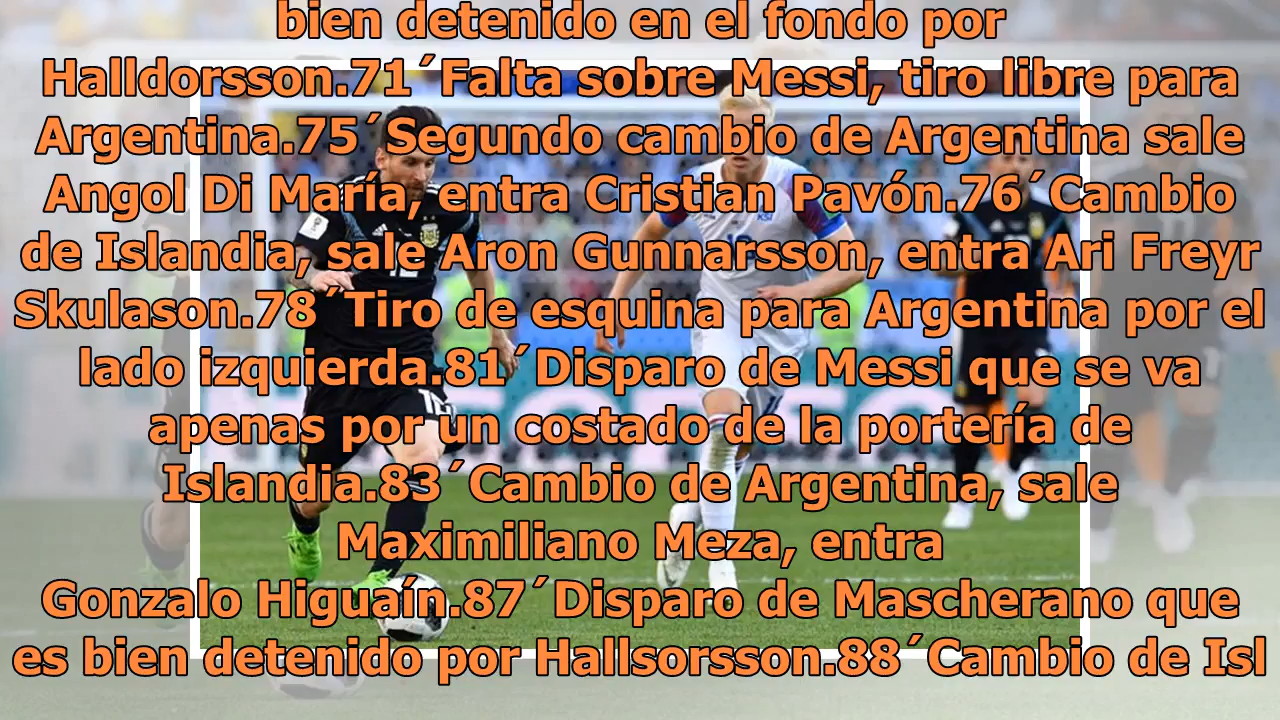 bien detenido en el fondo por
Halldorsson.71´Falta sobre Messi, tiro libre para
Argentina.75´Segundo cambio de Argentina sale
Angol Di María, entra Cristian Pavón.76´Cambio
de Islandia, sale Aron Gunnarsson, entra Ari Freyr
Skulason.78´Tiro de esquina para Argentina por el
lado izquierda.81´Disparo de Messi que se va
apenas por un costado de la portería de
Islandia.83´Cambio de Argentina, sale
Maximiliano Meza, entra
Gonzalo Higuaín.87´Disparo de Mascherano que
es bien detenido por Hallsorsson.88´Cambio de Isl